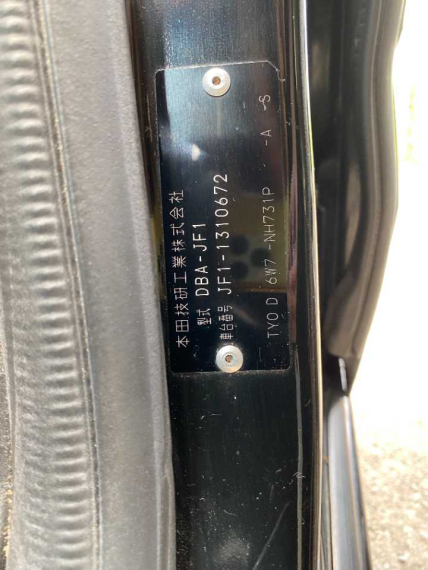 本田技研工業株式会社
型式 DBA-JF1
車台番号 JF1-1310672
TYO D 6W7 -NH731P -A -S